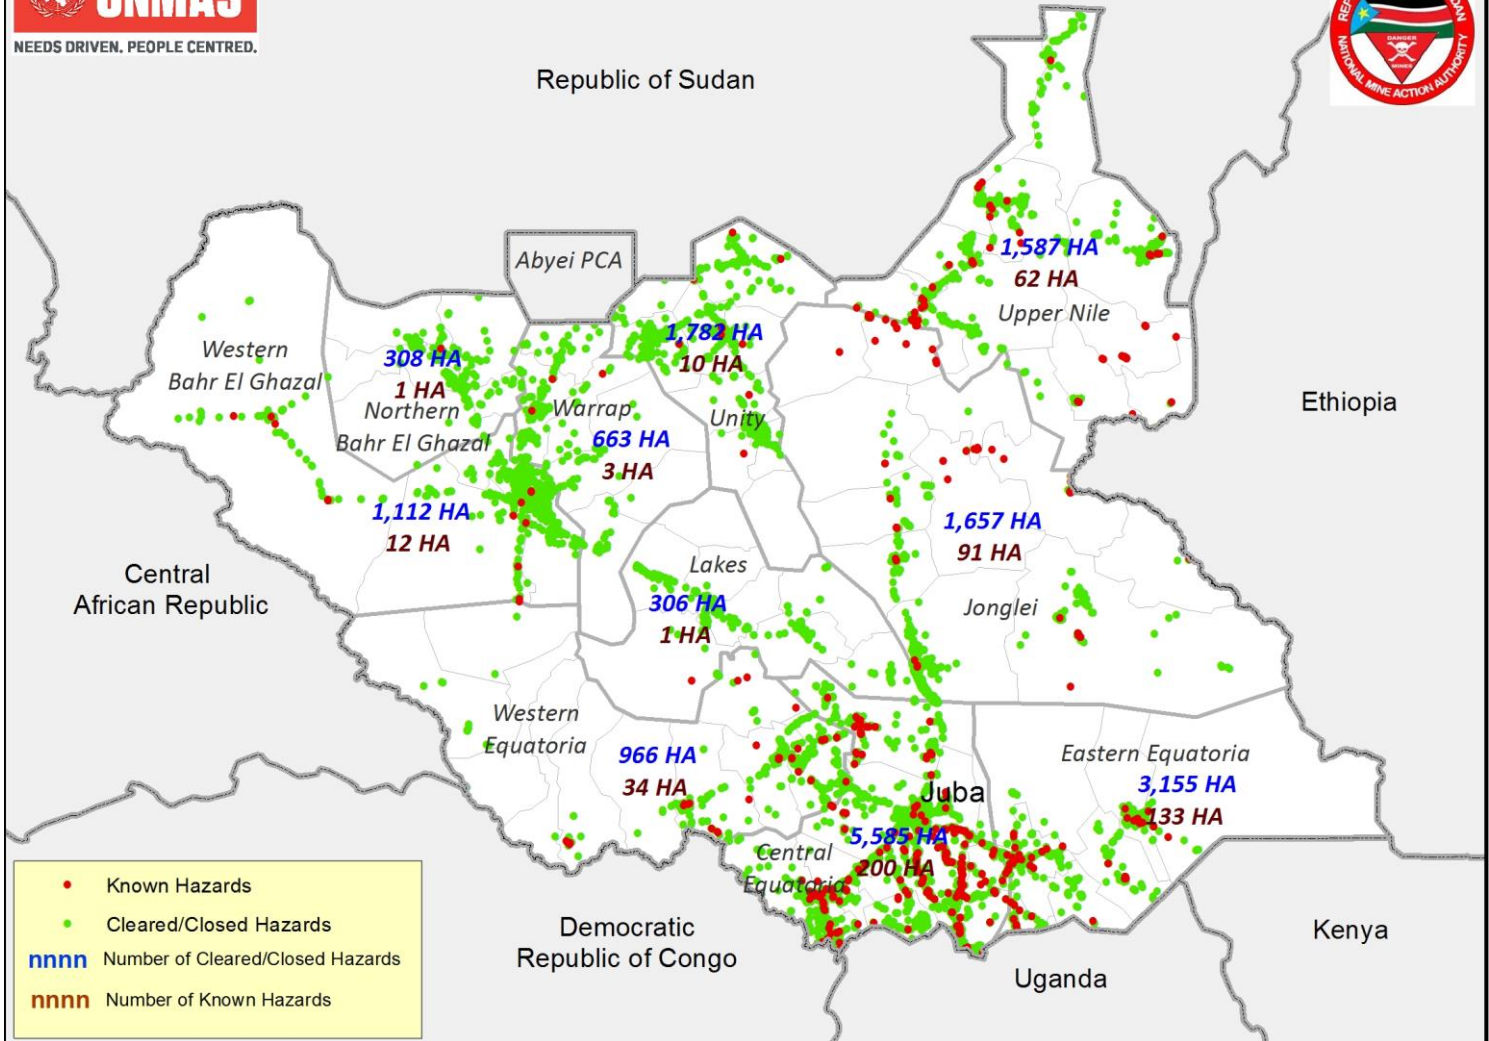 UNMAS
NEEDS DRIVEN. PEOPLE CENTRED.
DANGER
MINES
NATIONAL MINE ACTION AUTHORITY
Republic of Sudan
Abyei PCA
1,587 HA
62 HA
Upper Nile
Western
Bahr El Ghazal
308 HA
1 HA
Northern
Bahr El Ghazal
1,782 HA
10 HA
Unity
Warrap
663 HA
3 HA
Ethiopia
1,112 HA
12 HA
1,657 HA
91 HA
Jonglei
Central
African Republic
Lakes
306 HA
1 HA
Western
Equatoria
966 HA
34 HA
Eastern Equatoria
3,155 HA
133 HA
Juba
5,585 HA
200 HA
Central
Equatoria
Democratic
Republic of Congo
Uganda
Kenya
Known Hazards
Cleared/Closed Hazards
nnnn Number of Cleared/Closed Hazards
nnnn Number of Known Hazards